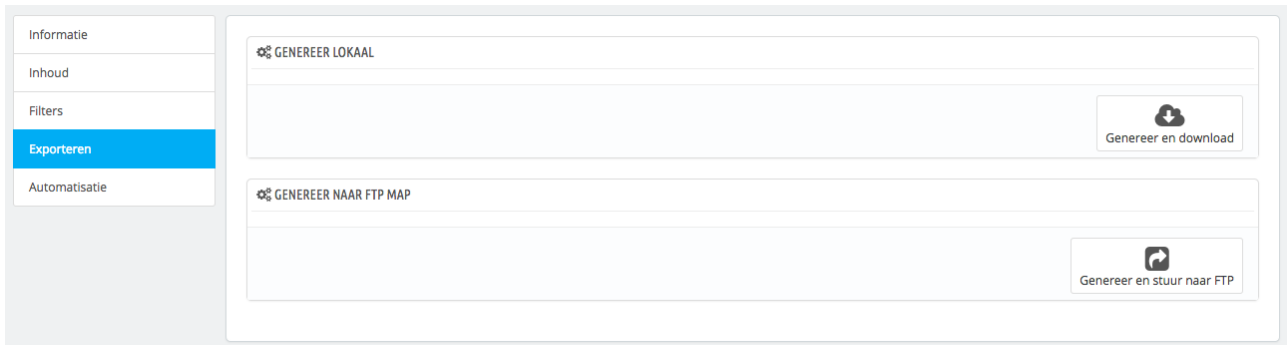 Informatie
Inhoud
Filters
Exporteren
Automatisatie
GENEREER LOKAAL
Genereer en download
GENEREER NAAR FTP MAP
Genereer en stuur naar FTP